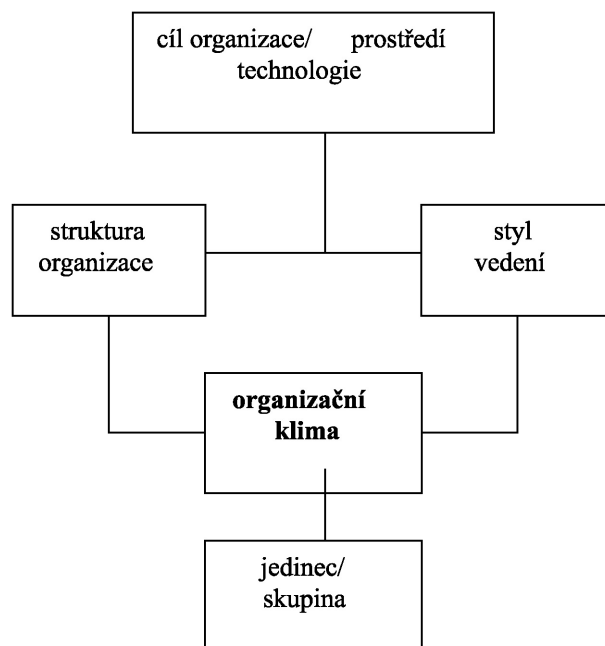 cíl organizace/ prostředí
technologie
struktura
organizace
styl
vedení
organizační
klima
jedinec/
skupina